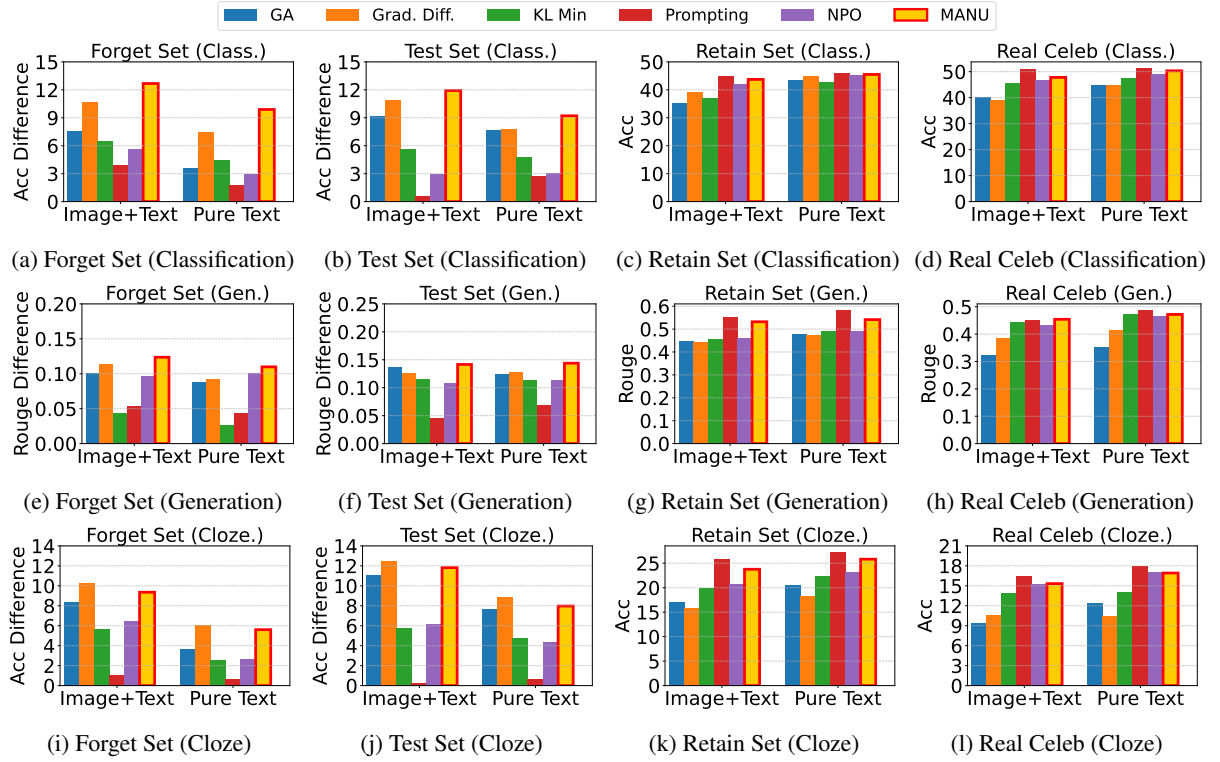 GA Grad. Diff. KL Min Prompting NPO MANU
Forget Set (Class.)
Acc Difference
15
12
9
6
3
0
Image+Text Pure Text
(a) Forget Set (Classification)
Test Set (Class.)
Acc Difference
15
12
9
6
3
0
Image+Text Pure Text
(b) Test Set (Classification)
Retain Set (Class.)
Acc
50
40
30
20
10
0
Image+Text Pure Text
(c) Retain Set (Classification)
Real Celeb (Class.)
Acc
50
40
30
20
10
0
Image+Text Pure Text
(d) Real Celeb (Classification)
Forget Set (Gen.)
Rouge Difference
0.20
0.15
0.10
0.05
0.00
Image+Text Pure Text
(e) Forget Set (Generation)
Test Set (Gen.)
Rouge Difference
0.25
0.20
0.15
0.10
0.05
0.00
Image+Text Pure Text
(f) Test Set (Generation)
Retain Set (Gen.)
Rouge
0.6
0.5
0.4
0.3
0.2
0.1
0.0
Image+Text Pure Text
(g) Retain Set (Generation)
Real Celeb (Gen.)
Rouge
0.5
0.4
0.3
0.2
0.1
0.0
Image+Text Pure Text
(h) Real Celeb (Generation)
Forget Set (Cloze.)
Acc Difference
14
12
10
8
6
4
2
0
Image+Text Pure Text
(i) Forget Set (Cloze)
Test Set (Cloze.)
Acc Difference
14
12
10
8
6
4
2
0
Image+Text Pure Text
(j) Test Set (Cloze)
Retain Set (Cloze.)
Acc
25
20
15
10
5
0
Image+Text Pure Text
(k) Retain Set (Cloze)
Real Celeb (Cloze.)
Acc
21
18
15
12
9
6
3
0
Image+Text Pure Text
(l) Real Celeb (Cloze)